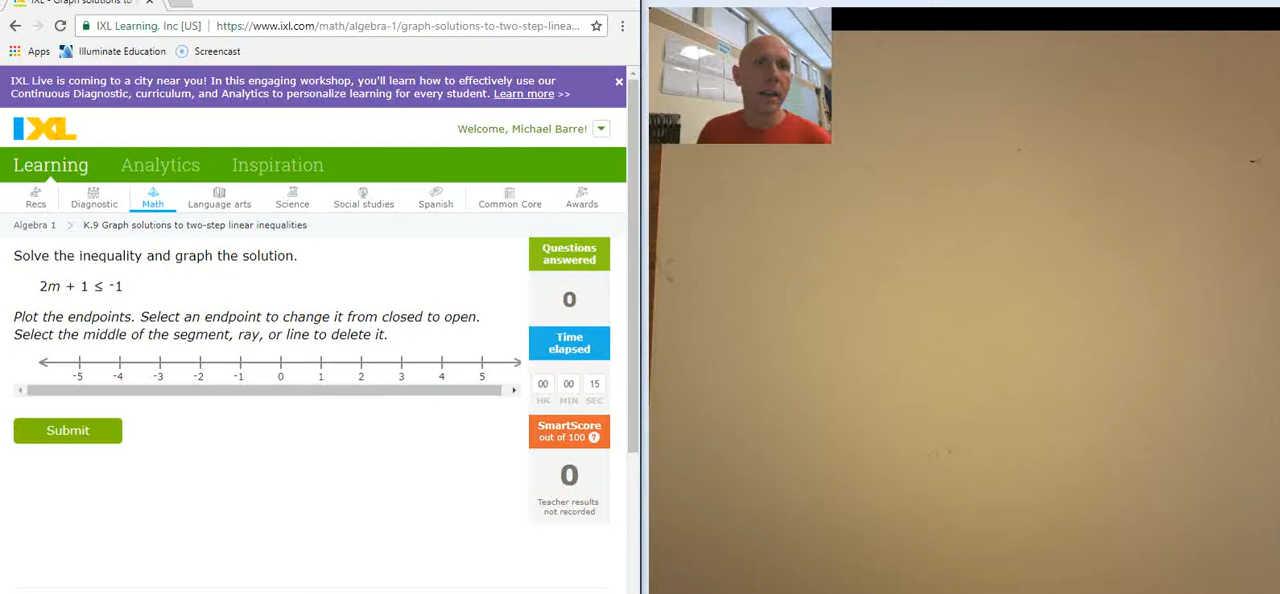 IXL - Graph solutions to
IXL Learning, Inc [US] | https://www.ixl.com/math/algebra-1/graph-solutions-to-two-step-linea...
Apps Illuminate Education Screencast
IXL Live is coming to a city near you! In this engaging workshop, you'll learn how to effectively use our
Continuous Diagnostic, curriculum, and Analytics to personalize learning for every student. Learn more >>
IXL
Welcome, Michael Barre!
Learning Analytics Inspiration
Recs Diagnostic Math Language arts Science Social studies Spanish Common Core Awards
Algebra 1 > K.9 Graph solutions to two-step linear inequalities
Solve the inequality and graph the solution.
2m + 1 ≤ -1
Plot the endpoints. Select an endpoint to change it from closed to open.
Select the middle of the segment, ray, or line to delete it.
-5 -4 -3 -2 -1 0 1 2 3 4 5
Submit
Questions
answered
0
Time
elapsed
00 00 15
HR MIN SEC
SmartScore
out of 100 ?
0
Teacher results
not recorded